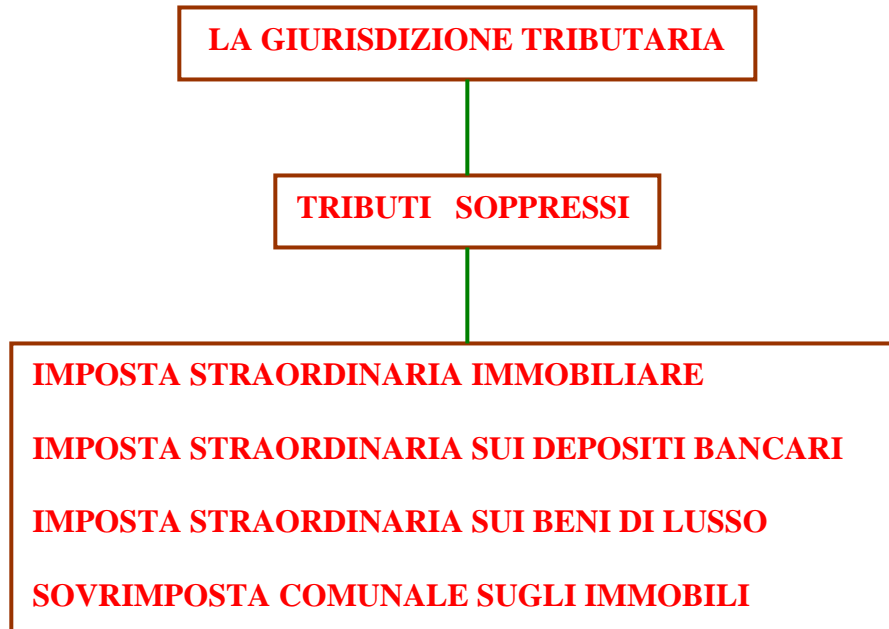 LA GIURISDIZIONE TRIBUTARIA
TRIBUTI SOPPRESSI
IMPOSTA STRAORDINARIA IMMOBILIARE
IMPOSTA STRAORDINARIA SUI DEPOSITI BANCARI
IMPOSTA STRAORDINARIA SUI BENI DI LUSSO
SOVRIMPOSTA COMUNALE SUGLI IMMOBILI